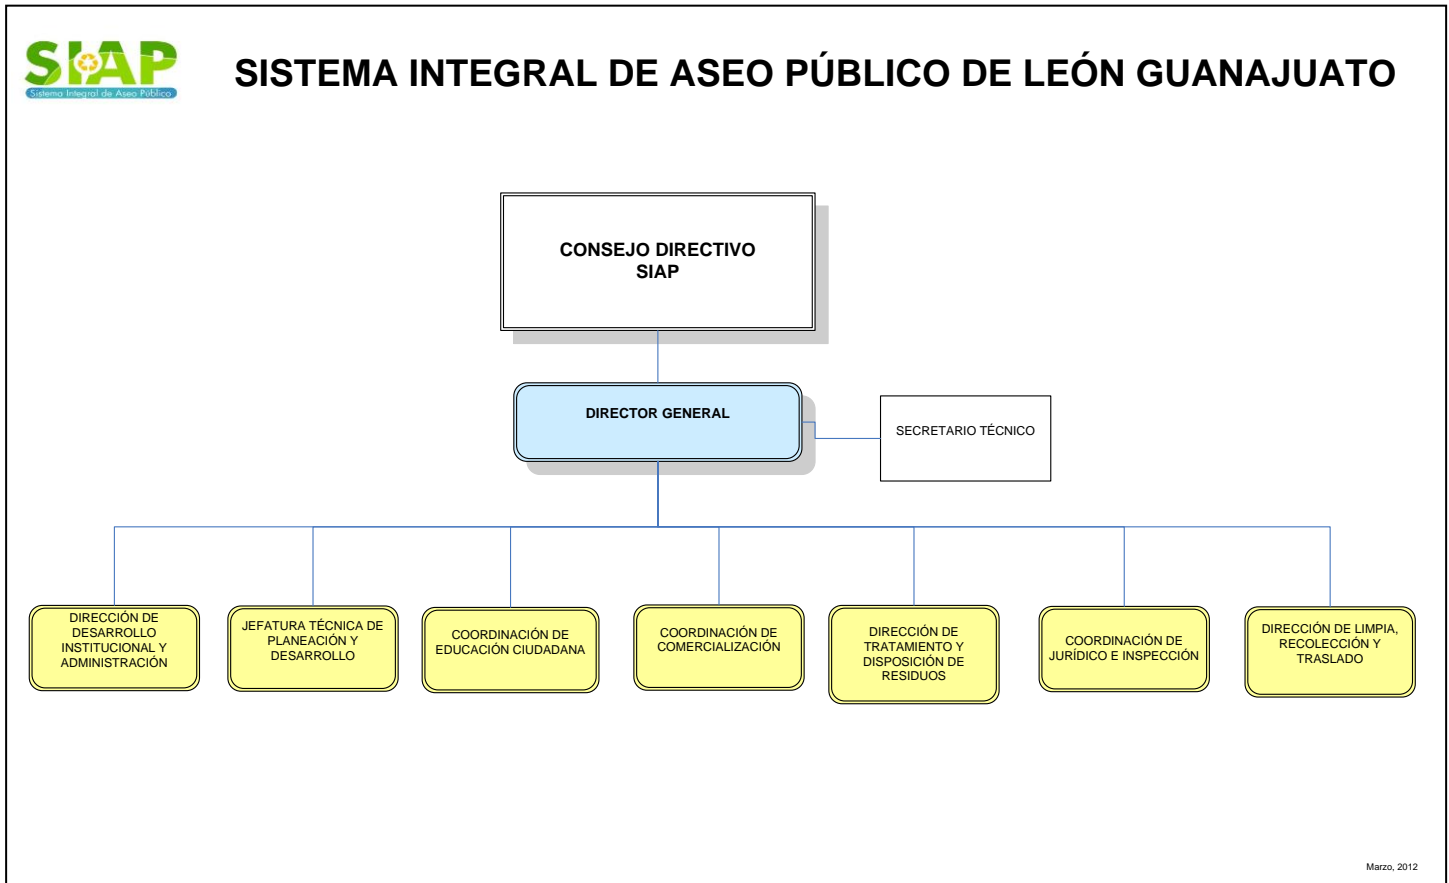 SIAP
Sistema Integral de Aseo Público
SISTEMA INTEGRAL DE ASEO PÚBLICO DE LEÓN GUANAJUATO
CONSEJO DIRECTIVO
SIAP
DIRECTOR GENERAL
SECRETARIO TÉCNICO
DIRECCIÓN DE
DESARROLLO
INSTITUCIONAL Y
ADMINISTRACIÓN
JEFATURA TÉCNICA DE
PLANEACIÓN Y
DESARROLLO
COORDINACIÓN DE
EDUCACIÓN CIUDADANA
COORDINACIÓN DE
COMERCIALIZACIÓN
DIRECCIÓN DE
TRATAMIENTO Y
DISPOSICIÓN DE
RESIDUOS
COORDINACIÓN DE
JURÍDICO E INSPECCIÓN
DIRECCIÓN DE LIMPIA,
RECOLECCIÓN Y
TRASLADO
Marzo, 2012